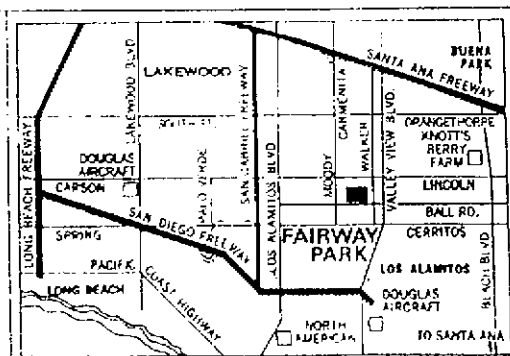 BUENA
PARK
SANTA ANA FREEWAY
LAKEWOOD
LAKEWOOD BLVD
SOUTH ST.
SAN GABRIEL FREEWAY
CARMENITA
WALKER
VALLEY VIEW BLVD.
ORANGETHORPE
KNOTT'S
BERRY
FARM
DOUGLAS
AIRCRAFT
CARSON
PALO VERDE
LOS ALAMITOS BLVD
MOODY
LINCOLN
BALL RD.
LONG BEACH FREEWAY
SAN DIEGO FREEWAY
SPRING
FAIRWAY
PARK
CERRITOS
LOS ALAMITOS
BEACH BLVD
PACIFIC
COAST HIGHWAY
LONG BEACH
DOUGLAS
AIRCRAFT
NORTH
AMERICAN
TO SANTA ANA